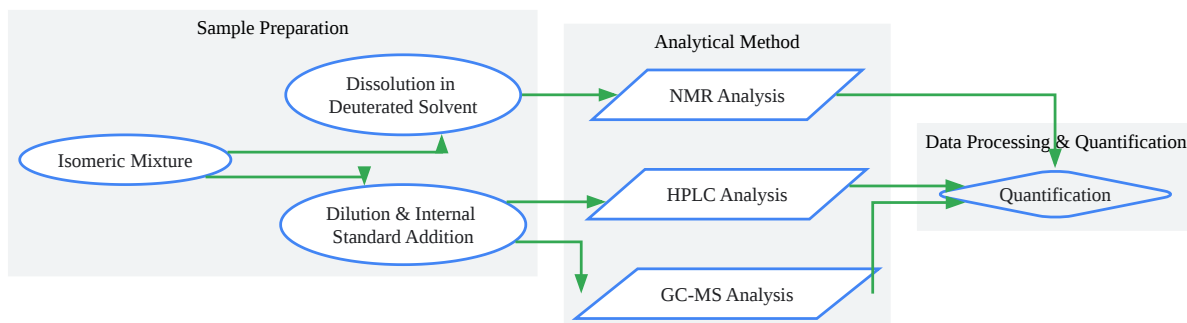 Sample Preparation
Analytical Method
Dissolution in
Deuterated Solvent
NMR Analysis
Data Processing & Quantification
Isomeric Mixture
HPLC Analysis
Quantification
Dilution & Internal
Standard Addition
GC-MS Analysis